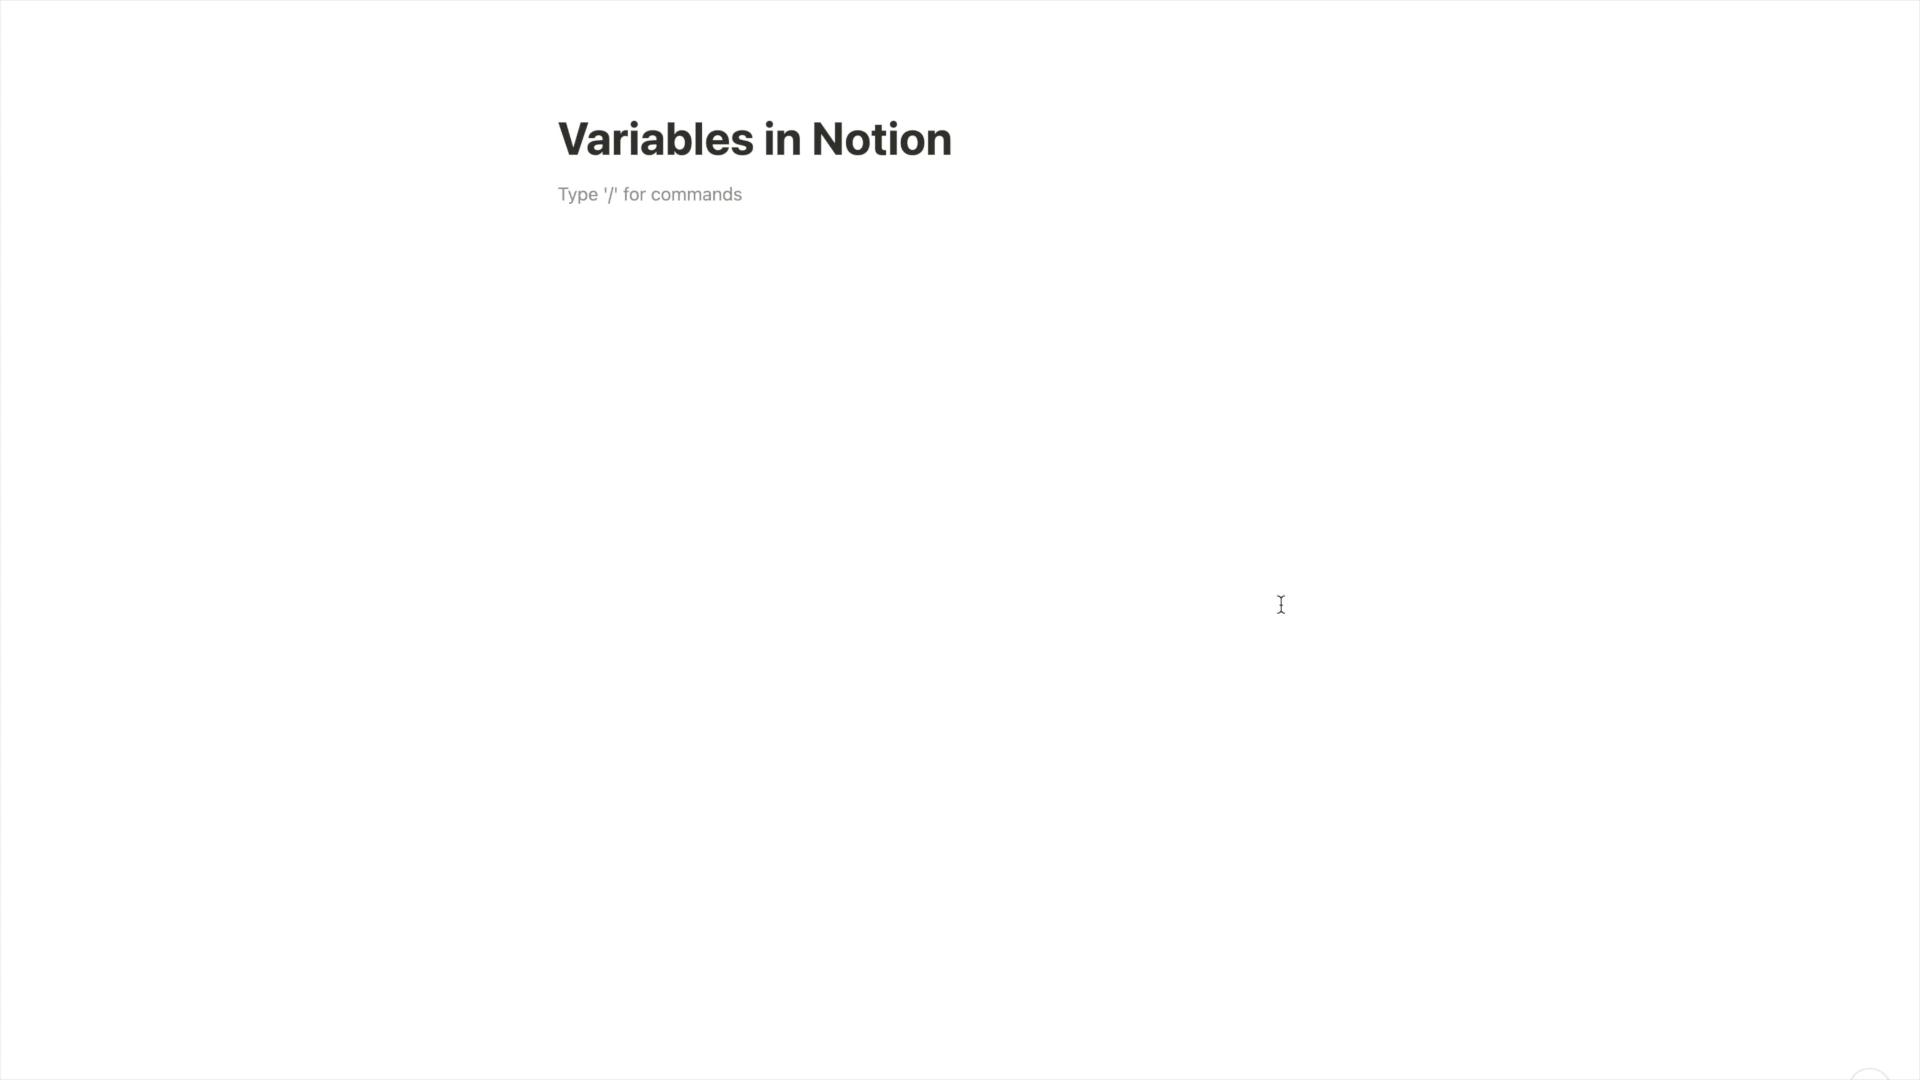 Variables in Notion
Type '/' for commands